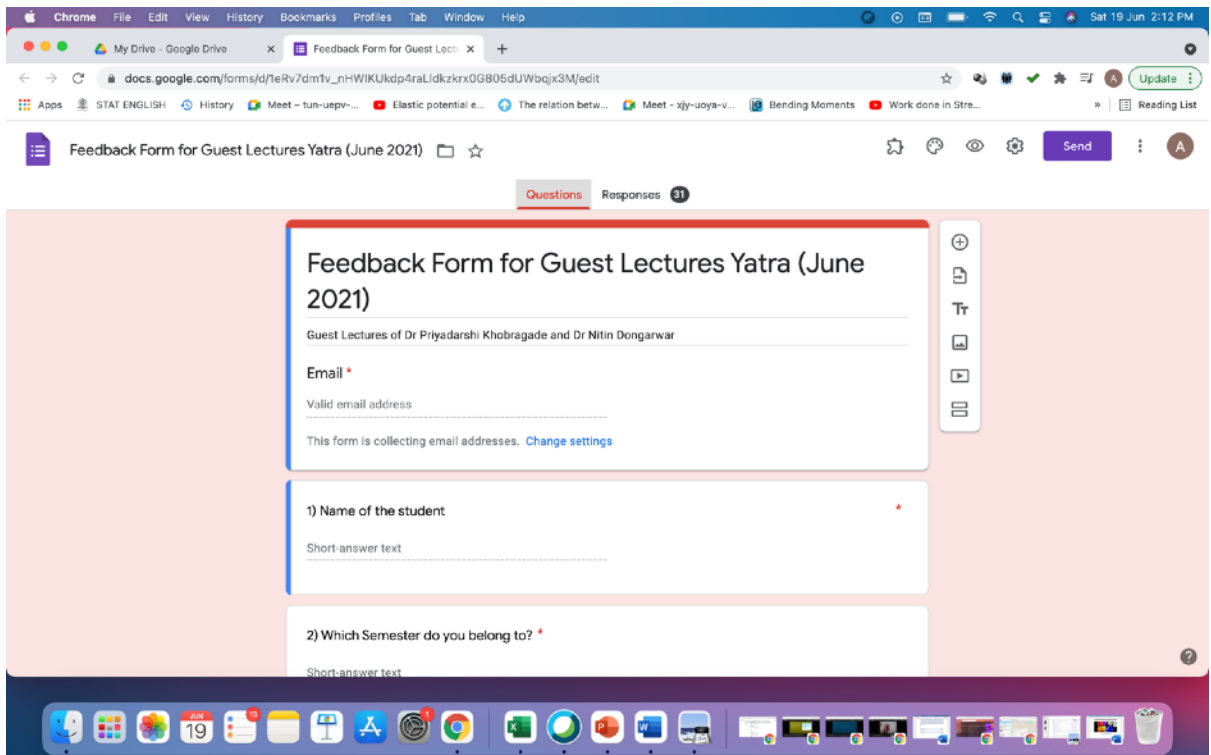 Chrome File Edit View History Bookmarks Profiles Tab Window Help Sat 19 Jun 2:12 PM
My Drive - Google Drive × Feedback Form for Guest Lect × +
docs.google.com/forms/d/1eRv7dm1v_nHWIKUkdp4raLIdkzkrx0G805dUWbqjx3M/edit A Update
Apps STAT ENGLISH History Meet – tun-uepv-... Elastic potential e... The relation betw... Meet - xjy-uoya-v... Bending Moments Work done in Stre... » Reading List
Feedback Form for Guest Lectures Yatra (June 2021) Send A
Questions Responses 31
Feedback Form for Guest Lectures Yatra (June
2021)
Guest Lectures of Dr Priyadarshi Khobragade and Dr Nitin Dongarwar
Email *
Valid email address
This form is collecting email addresses. Change settings
1) Name of the student *
Short-answer text
2) Which Semester do you belong to? *
Short-answer text
JUN
19 13 1